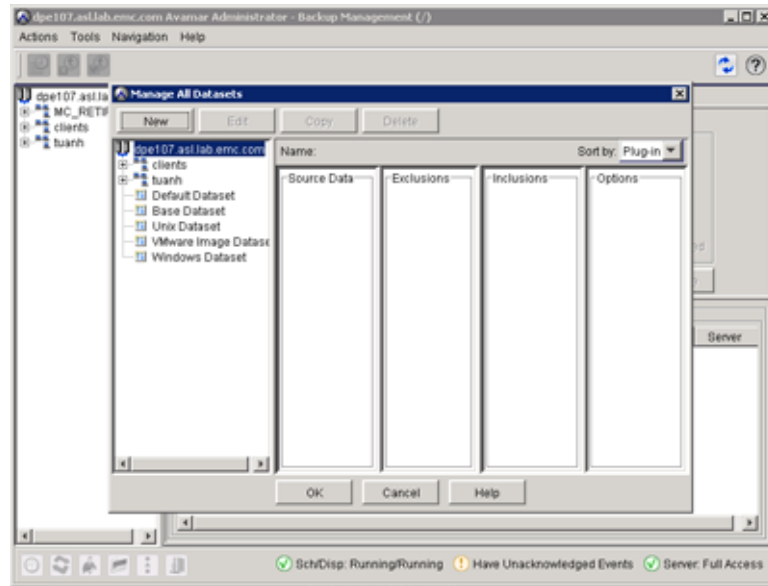 dpe107.asl.lab.emc.com Avamar Administrator - Backup Management (/)
Actions Tools Navigation Help
dpe107.asl.la
MC_RETIF
clients
tuanh
Manage All Datasets
New Edit Copy Delete
dpe107.asl.lab.emc.com
clients
tuanh
Default Dataset
Base Dataset
Unix Dataset
VMware Image Datase
Windows Dataset
Name:
Sort by: Plug-in
Source Data Exclusions Inclusions Options
Server
OK Cancel Help
Sch/Disp: Running/Running Have Unacknowledged Events Server: Full Access